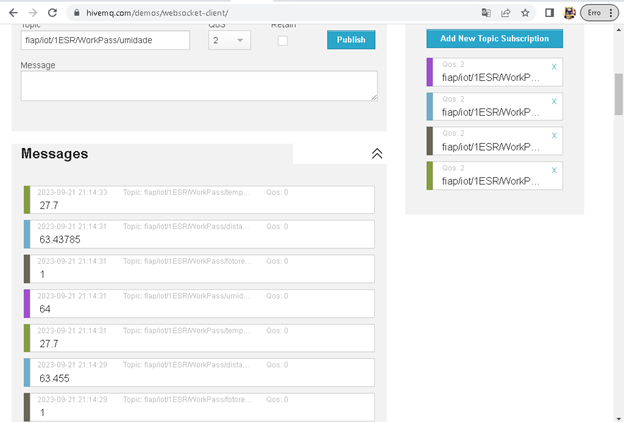 hivemq.com/demos/websocket-client/
Erro
Topic
QoS
Retain
fiap/iot/1ESR/WorkPass/umidade
2
Publish
Message
Add New Topic Subscription
Qos: 2
x
fiap/iot/1ESR/WorkP...
Qos: 2
x
fiap/iot/1ESR/WorkP...
Qos: 2
x
fiap/iot/1ESR/WorkP...
Qos: 2
x
fiap/iot/1ESR/WorkP...
Messages
2023-09-21 21:14:33 Topic: fiap/iot/1ESR/WorkPass/temp... Qos: 0
27.7
2023-09-21 21:14:31 Topic: fiap/iot/1ESR/WorkPass/dista... Qos: 0
63.43785
2023-09-21 21:14:31 Topic: fiap/iot/1ESR/WorkPass/fotore... Qos: 0
1
2023-09-21 21:14:31 Topic: fiap/iot/1ESR/WorkPass/umid... Qos: 0
64
2023-09-21 21:14:31 Topic: fiap/iot/1ESR/WorkPass/temp... Qos: 0
27.7
2023-09-21 21:14:29 Topic: fiap/iot/1ESR/WorkPass/dista... Qos: 0
63.455
2023-09-21 21:14:29 Topic: fiap/iot/1ESR/WorkPass/fotore... Qos: 0
1